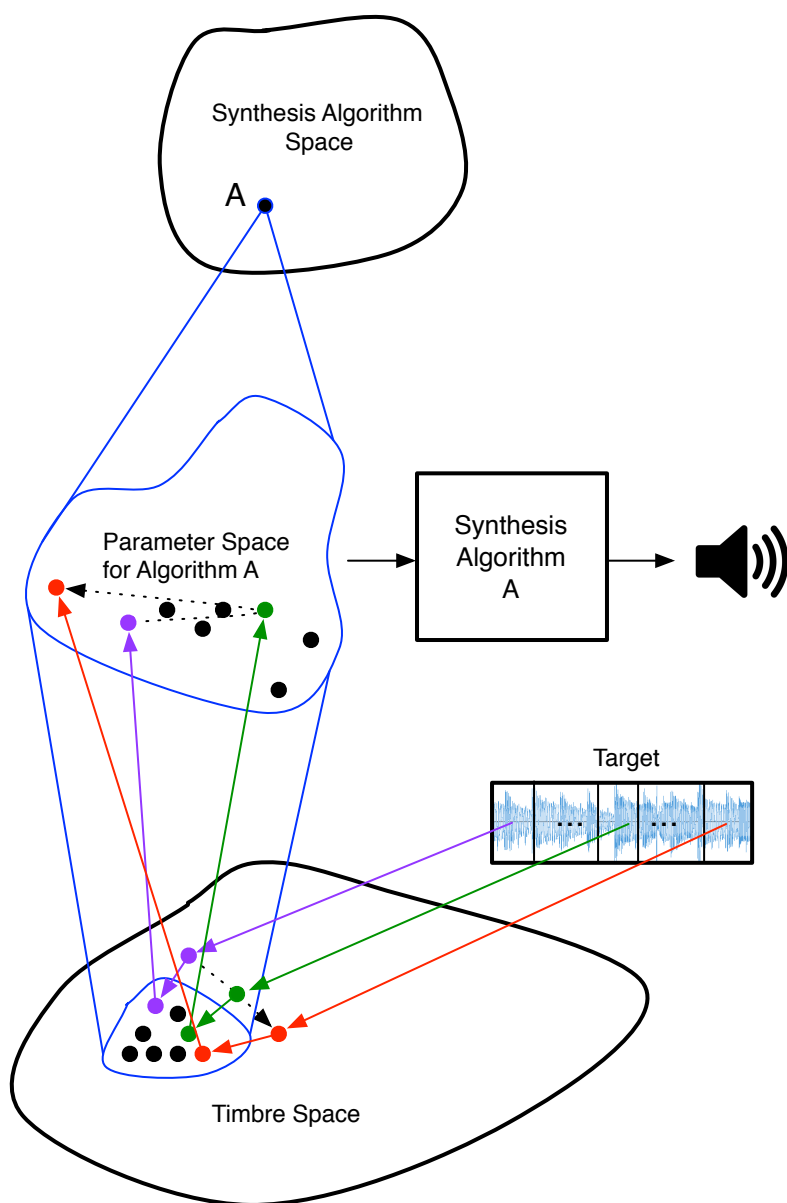 Synthesis Algorithm
Space
A
Parameter Space
for Algorithm A
Synthesis
Algorithm
A
Target
... ...
Timbre Space